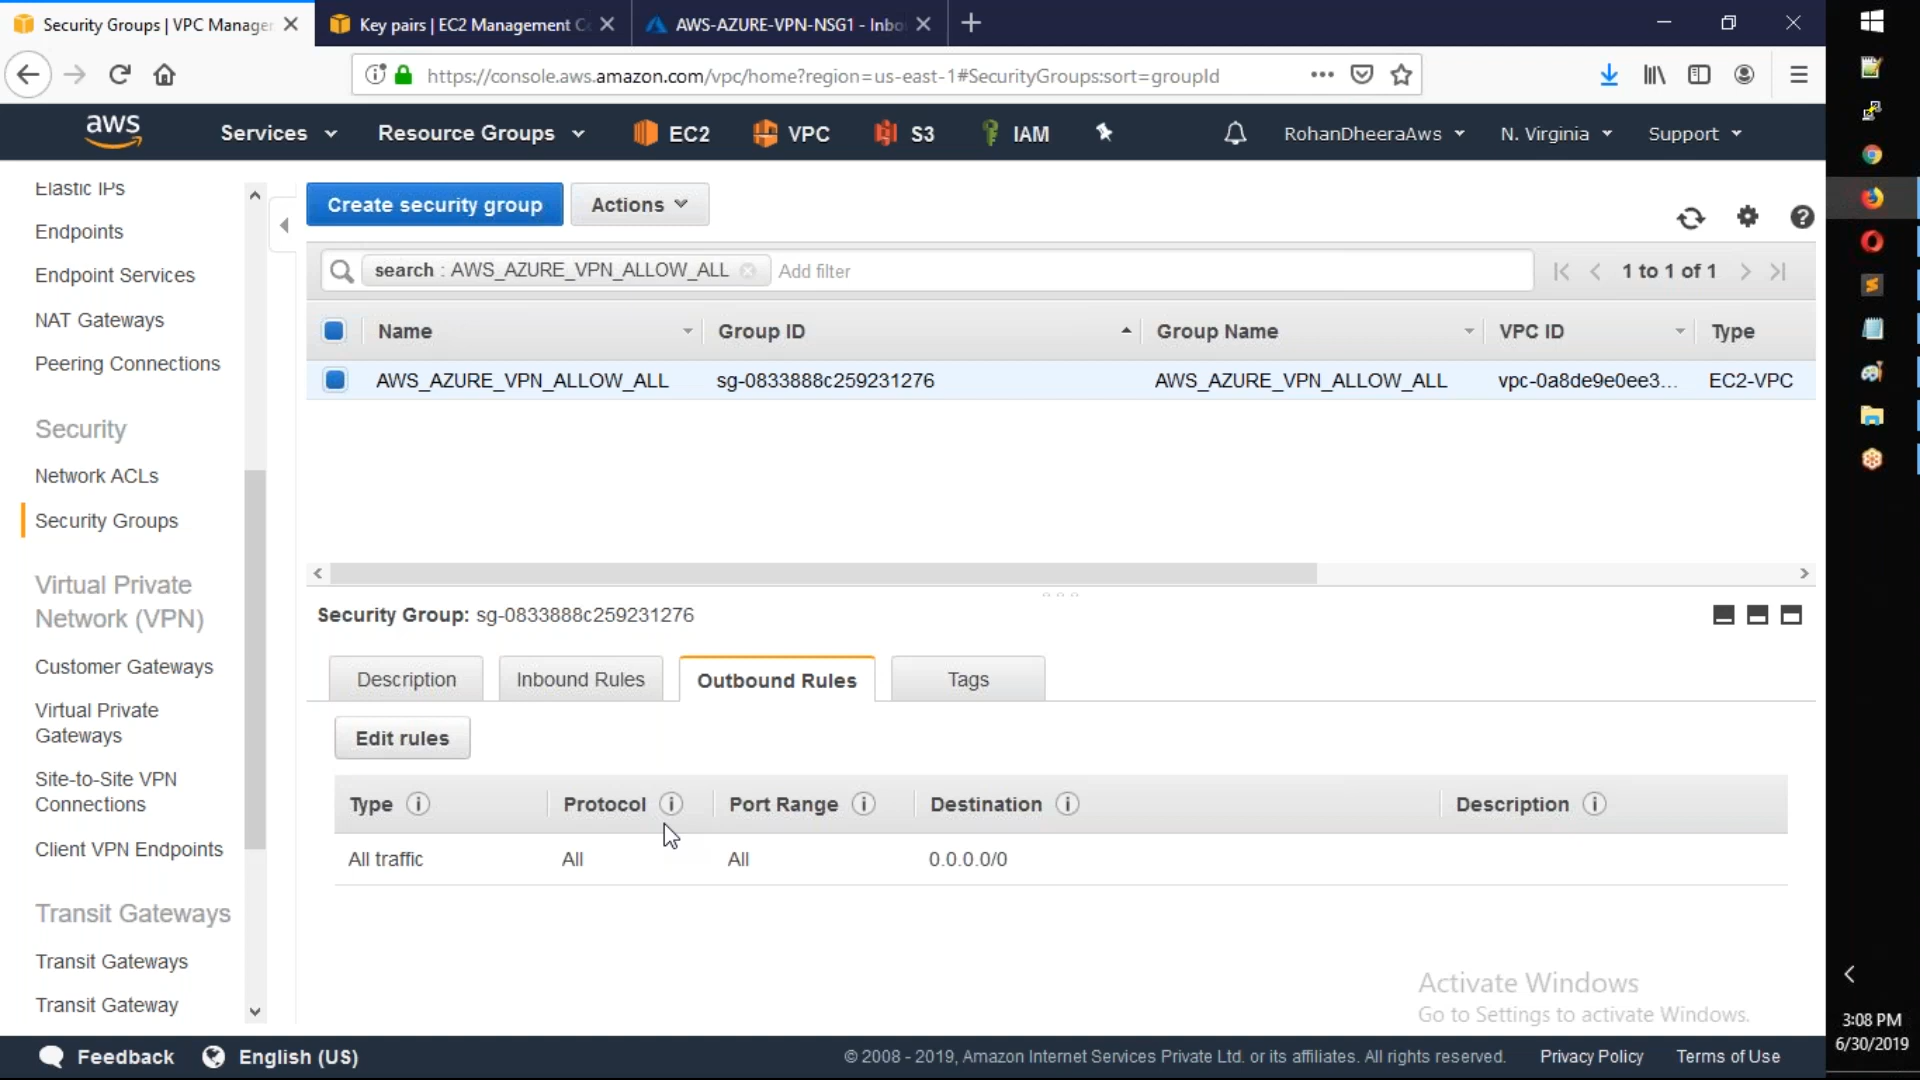 Security Groups | VPC Manage
Key pairs | EC2 Management C
AWS-AZURE-VPN-NSG1 - Inbo
https://console.aws.amazon.com/vpc/home?region=us-east-1#SecurityGroups:sort=groupId
aws
Services
Resource Groups
EC2
VPC
S3
IAM
RohanDheeraAws
N. Virginia
Support
Elastic IPs
Endpoints
Endpoint Services
NAT Gateways
Peering Connections
Security
Network ACLs
Security Groups
Virtual Private
Network (VPN)
Customer Gateways
Virtual Private
Gateways
Site-to-Site VPN
Connections
Client VPN Endpoints
Transit Gateways
Transit Gateways
Transit Gateway
Create security group
Actions
search : AWS_AZURE_VPN_ALLOW_ALL
Add filter
1 to 1 of 1
Name
Group ID
Group Name
VPC ID
Type
AWS_AZURE_VPN_ALLOW_ALL
sg-0833888c259231276
AWS_AZURE_VPN_ALLOW_ALL
vpc-0a8de9e0ee3...
EC2-VPC
Security Group: sg-0833888c259231276
Description
Inbound Rules
Outbound Rules
Tags
Edit rules
Type
Protocol
Port Range
Destination
Description
All traffic
All
All
0.0.0.0/0
Activate Windows
Go to Settings to activate Windows.
Feedback
English (US)
© 2008 - 2019, Amazon Internet Services Private Ltd. or its affiliates. All rights reserved.
Privacy Policy
Terms of Use
3:08 PM
6/30/2019